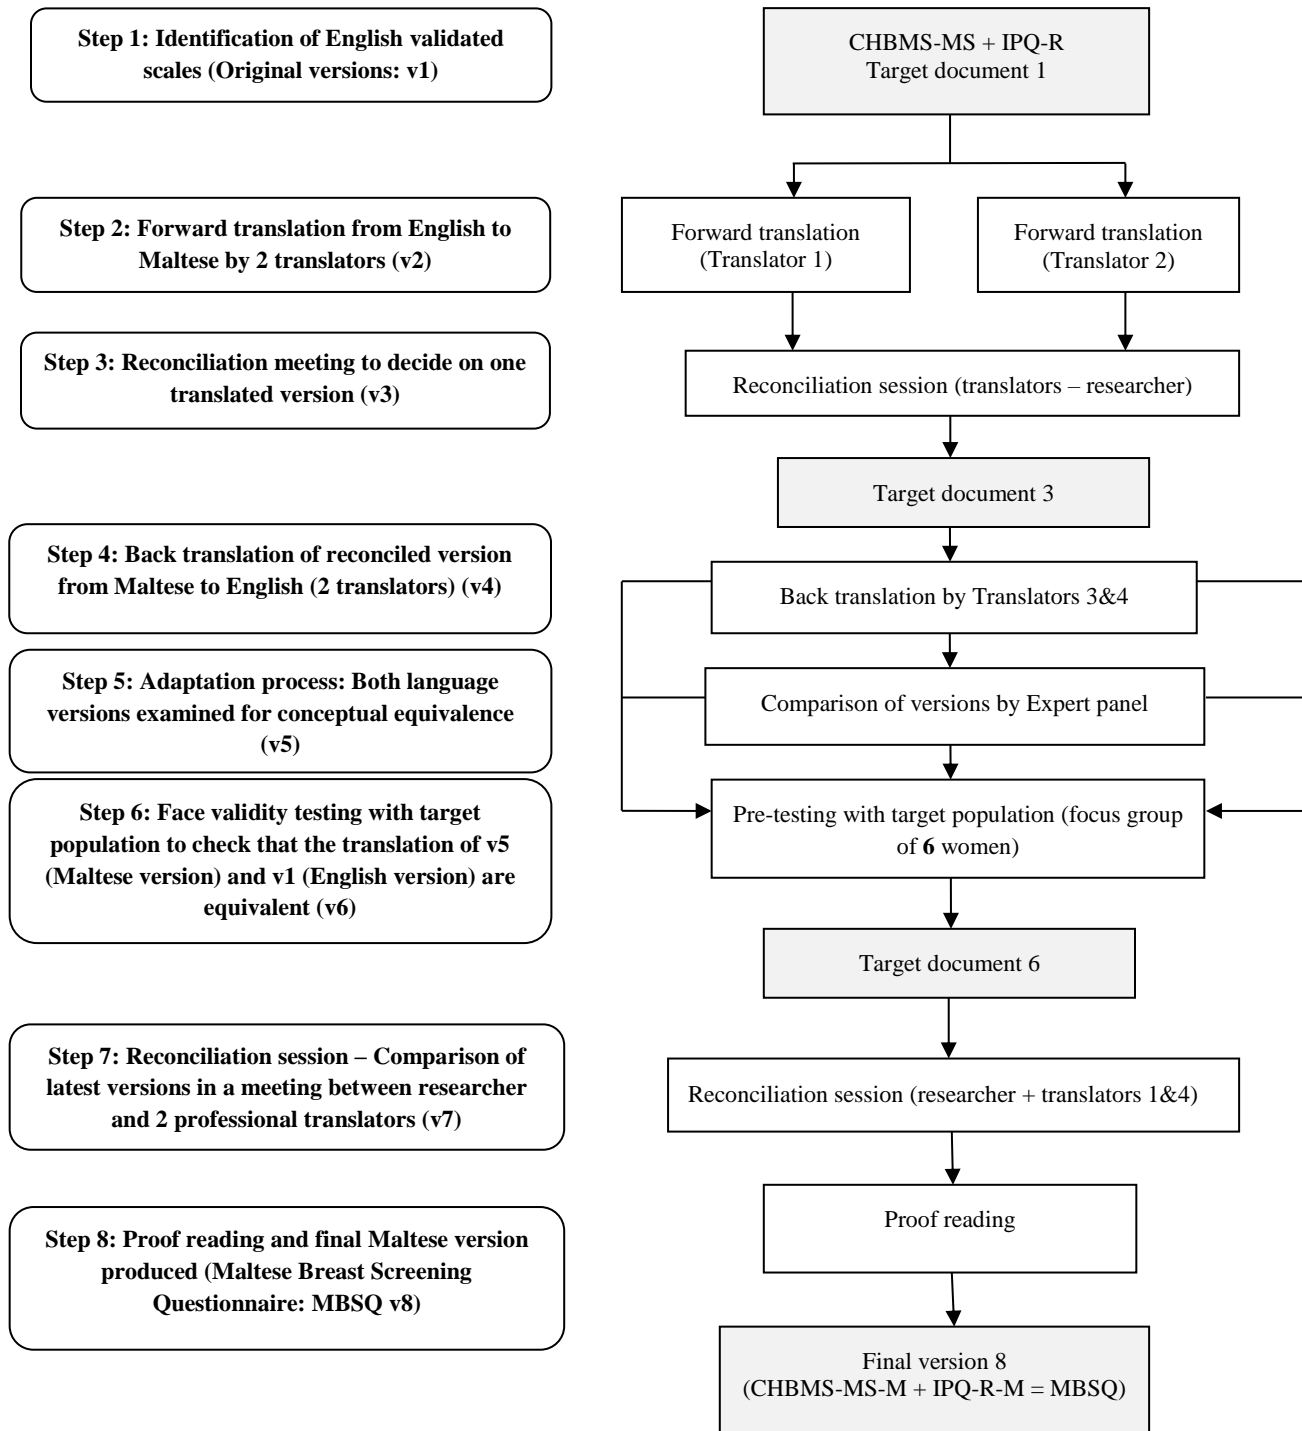 Step 1: Identification of English validated
scales (Original versions: v1)
CHBMS-MS + IPQ-R
Target document 1
Step 2: Forward translation from English to
Maltese by 2 translators (v2)
Forward translation
(Translator 1)
Forward translation
(Translator 2)
Step 3: Reconciliation meeting to decide on one
translated version (v3)
Reconciliation session (translators – researcher)
Target document 3
Step 4: Back translation of reconciled version
from Maltese to English (2 translators) (v4)
Back translation by Translators 3&4
Step 5: Adaptation process: Both language
versions examined for conceptual equivalence
(v5)
Comparison of versions by Expert panel
Step 6: Face validity testing with target
population to check that the translation of v5
(Maltese version) and v1 (English version) are
equivalent (v6)
Pre-testing with target population (focus group
of 6 women)
Target document 6
Step 7: Reconciliation session – Comparison of
latest versions in a meeting between researcher
and 2 professional translators (v7)
Reconciliation session (researcher + translators 1&4)
Step 8: Proof reading and final Maltese version
produced (Maltese Breast Screening
Questionnaire: MBSQ v8)
Proof reading
Final version 8
(CHBMS-MS-M + IPQ-R-M = MBSQ)